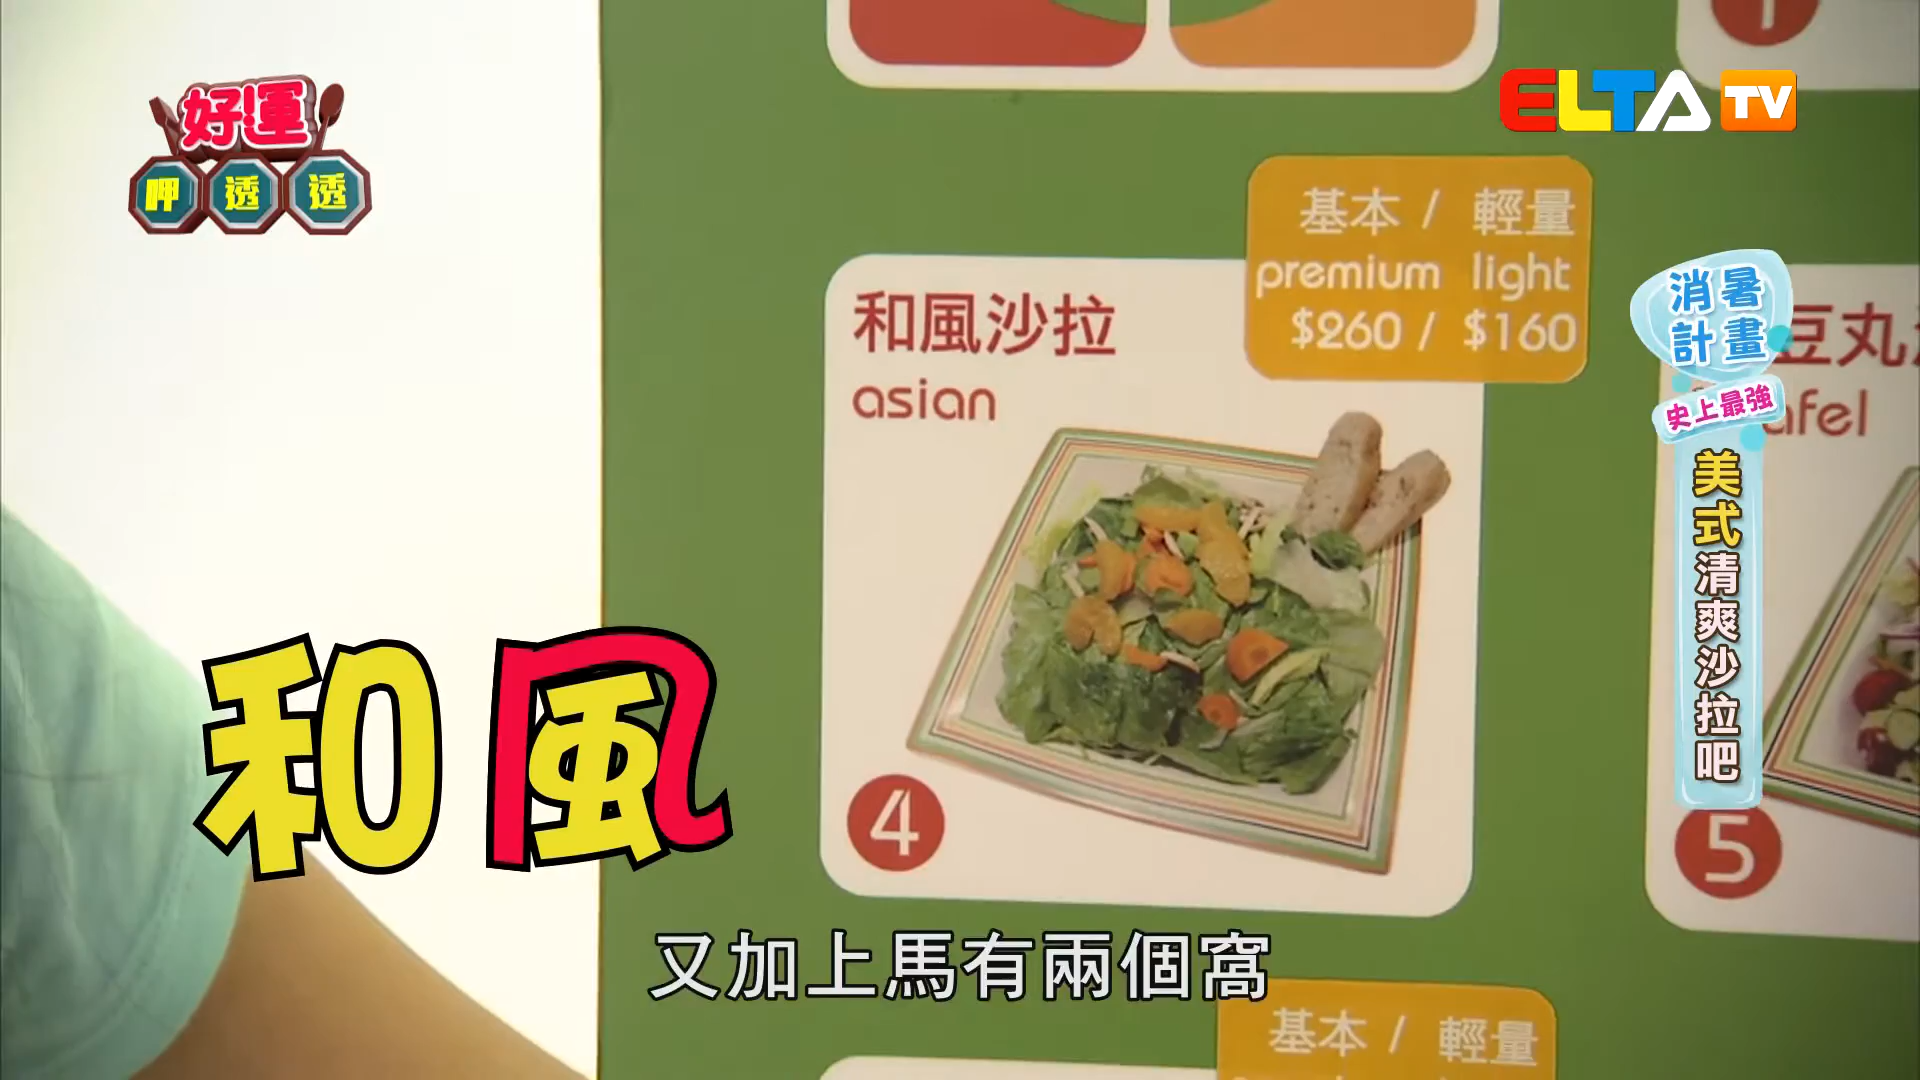 好運
呷透透
ELTA TV
1
基本 / 輕量
premium light
$260 / $160
和風沙拉
asian
4
消暑
計畫
史上最強
美式清爽沙拉吧
豆丸
afel
5
和風
又加上馬有兩個窩
基本 / 輕量